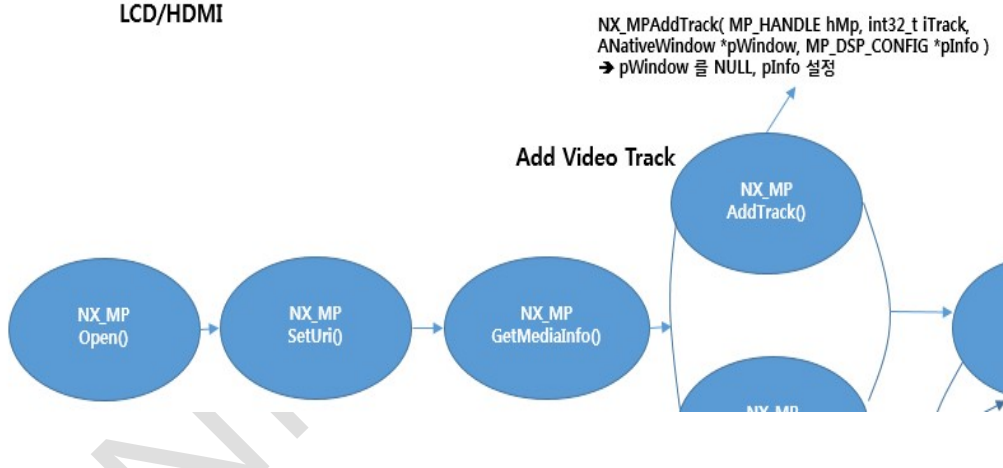 LCD/HDMI
NX_MPAddTrack( MP_HANDLE hMp, int32_t iTrack,
ANativeWindow *pWindow, MP_DSP_CONFIG *pInfo )
➔ pWindow 를 NULL, pInfo 설정
Add Video Track
NX_MP
AddTrack()
NX_MP
Open()
NX_MP
SetUri()
NX_MP
GetMediaInfo()
NX_MP